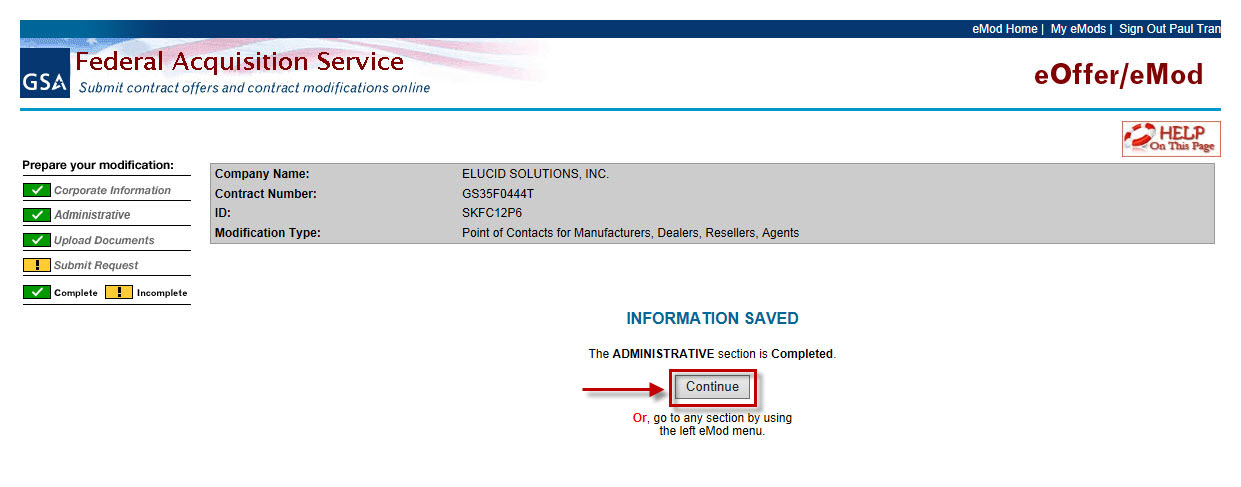 eMod Home | My eMods | Sign Out Paul Tran
GSA
Federal Acquisition Service
Submit contract offers and contract modifications online
eOffer/eMod
HELP
On This Page
Prepare your modification:
Corporate Information
Administrative
Upload Documents
! Submit Request
Complete ! Incomplete
Company Name: ELUCID SOLUTIONS, INC.
Contract Number: GS35F0444T
ID: SKFC12P6
Modification Type: Point of Contacts for Manufacturers, Dealers, Resellers, Agents
INFORMATION SAVED
The ADMINISTRATIVE section is Completed.
Continue
Or, go to any section by using
the left eMod menu.